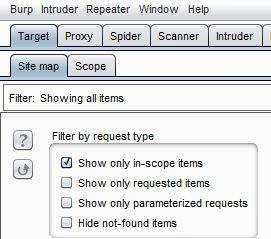 Burp Intruder Repeater Window Help
Target Proxy Spider Scanner Intruder
Site map Scope
Filter: Showing all items
Filter by request type
?
Show only in-scope items
Show only requested items
Show only parameterized requests
Hide not-found items